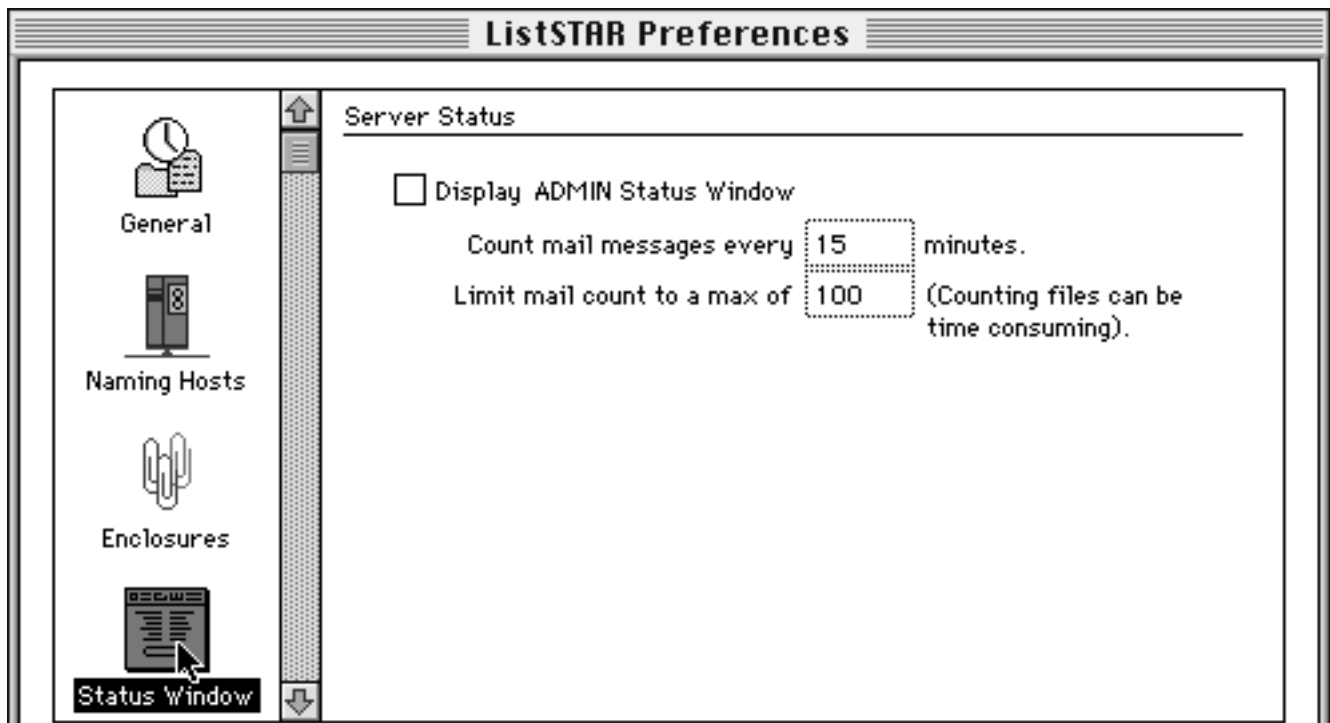 ListSTAR Preferences
General
Naming Hosts
Enclosures
Status Window
Server Status
Display ADMIN Status Window
Count mail messages every 15 minutes.
Limit mail count to a max of 100 (Counting files can be
time consuming).